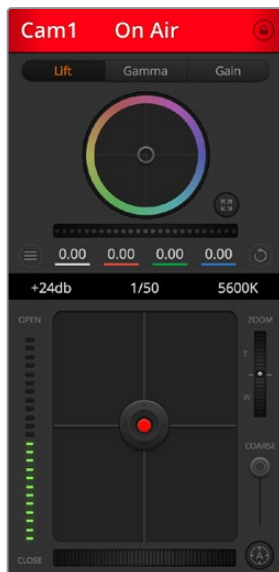 Cam1 On Air
Lift Gamma Gain
0.00 0.00 0.00 0.00
+24db 1/50 5600K
OPEN ZOOM
T
W
COARSE
CLOSE A